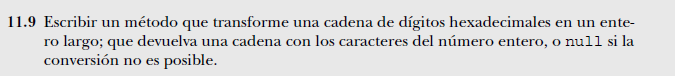 11.9 Escribir un método que transforme una cadena de dígitos hexadecimales en un ente-
ro largo; que devuelva una cadena con los caracteres del número entero, o null si la
conversión no es posible.